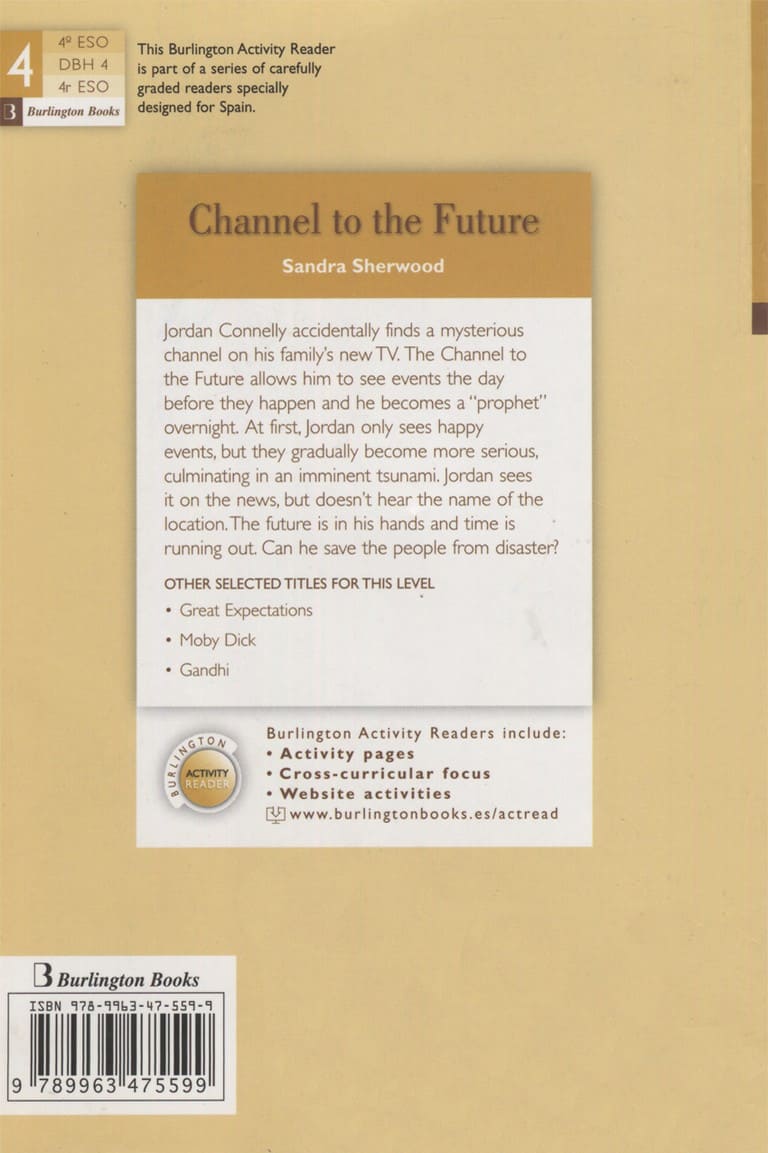 4
4º ESO
DBH 4
4r ESO
B Burlington Books
This Burlington Activity Reader
is part of a series of carefully
graded readers specially
designed for Spain.
Channel to the Future
Sandra Sherwood
Jordan Connelly accidentally finds a mysterious
channel on his family's new TV. The Channel to
the Future allows him to see events the day
before they happen and he becomes a "prophet"
overnight. At first, Jordan only sees happy
events, but they gradually become more serious,
culminating in an imminent tsunami. Jordan sees
it on the news, but doesn't hear the name of the
location. The future is in his hands and time is
running out. Can he save the people from disaster?
OTHER SELECTED TITLES FOR THIS LEVEL
• Great Expectations
• Moby Dick
• Gandhi
BURLINGTON
ACTIVITY
READER
Burlington Activity Readers include:
• Activity pages
• Cross-curricular focus
• Website activities
www.burlingtonbooks.es/actread
B Burlington Books
ISBN 978-9963-47-559-9
9 789963 475599